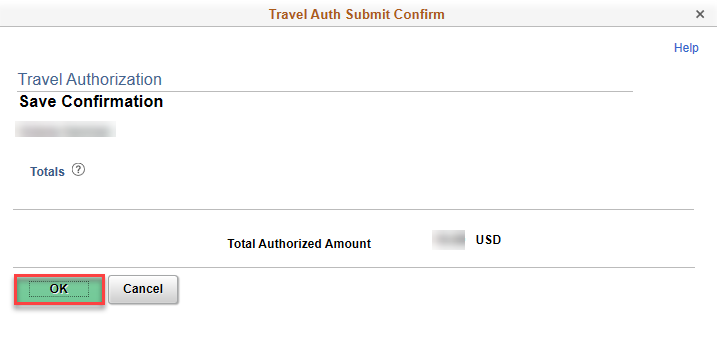 Travel Auth Submit Confirm ×
Help
Travel Authorization
Save Confirmation
Totals ?
Total Authorized Amount USD
OK Cancel